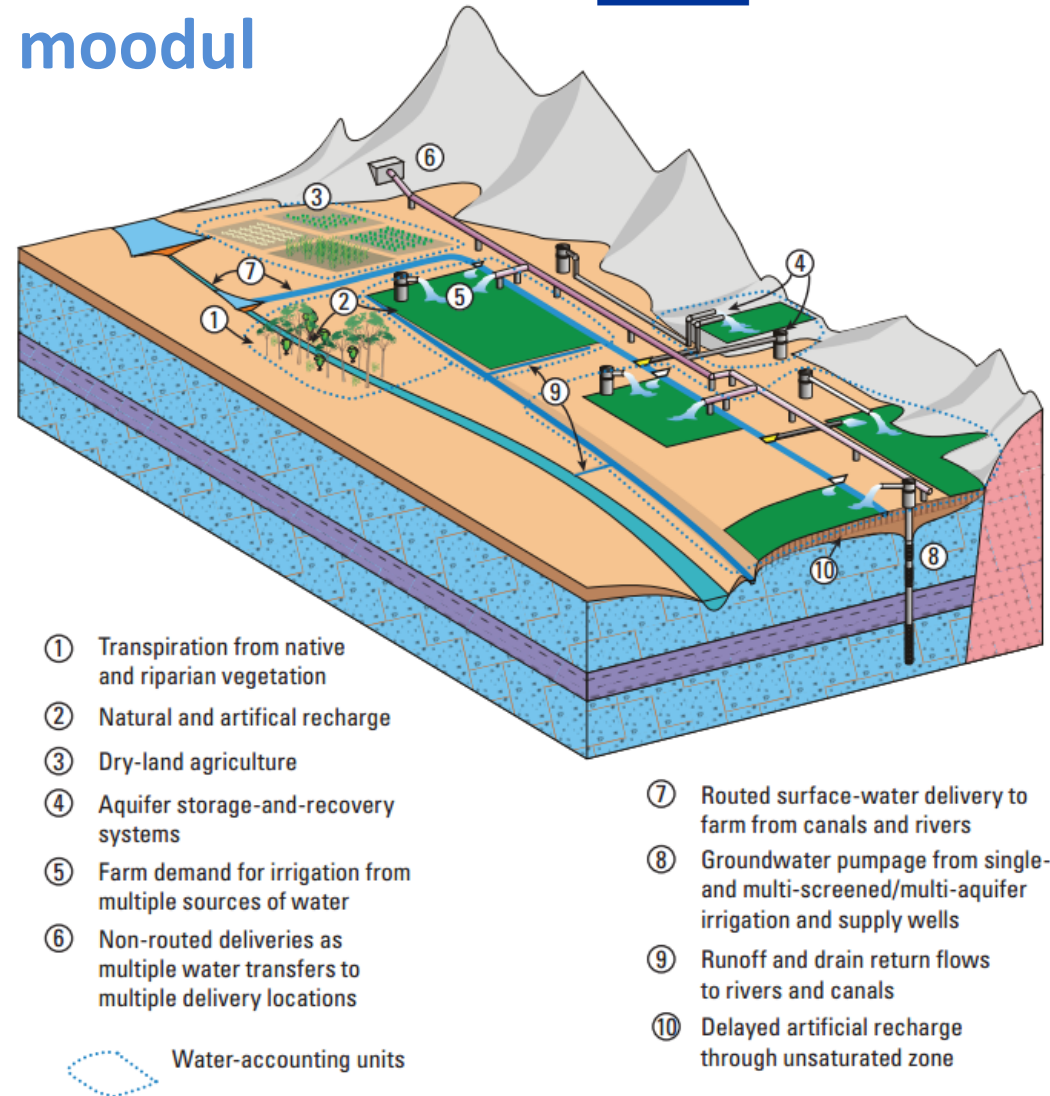 moodul
⑥
③
④
⑦
②
⑤
①
⑨
⑧
⑩
① Transpiration from native
and riparian vegetation
② Natural and artifical recharge
③ Dry-land agriculture
④ Aquifer storage-and-recovery
systems
⑤ Farm demand for irrigation from
multiple sources of water
⑥ Non-routed deliveries as
multiple water transfers to
multiple delivery locations
Water-accounting units
⑦ Routed surface-water delivery to
farm from canals and rivers
⑧ Groundwater pumpage from single-
and multi-screened/multi-aquifer
irrigation and supply wells
⑨ Runoff and drain return flows
to rivers and canals
⑩ Delayed artificial recharge
through unsaturated zone